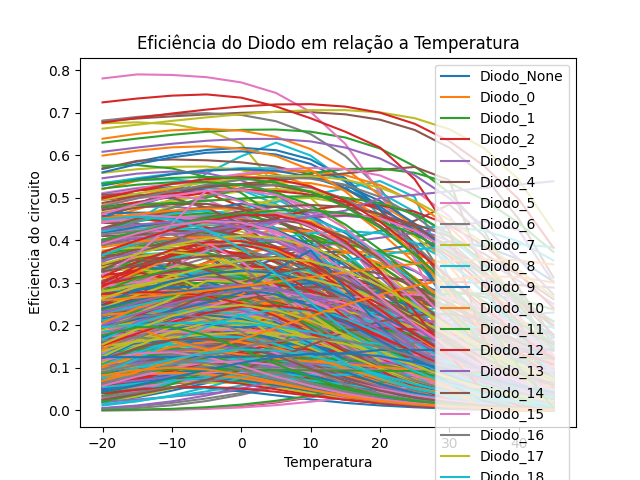 Eficiência do Diodo em relação a Temperatura
Eficiencia do circuito
0.8
0.7
0.6
0.5
0.4
0.3
0.2
0.1
0.0
−20
−10
0
10
20
30
40
Temperatura
Diodo_None
Diodo_0
Diodo_1
Diodo_2
Diodo_3
Diodo_4
Diodo_5
Diodo_6
Diodo_7
Diodo_8
Diodo_9
Diodo_10
Diodo_11
Diodo_12
Diodo_13
Diodo_14
Diodo_15
Diodo_16
Diodo_17
Diodo_18